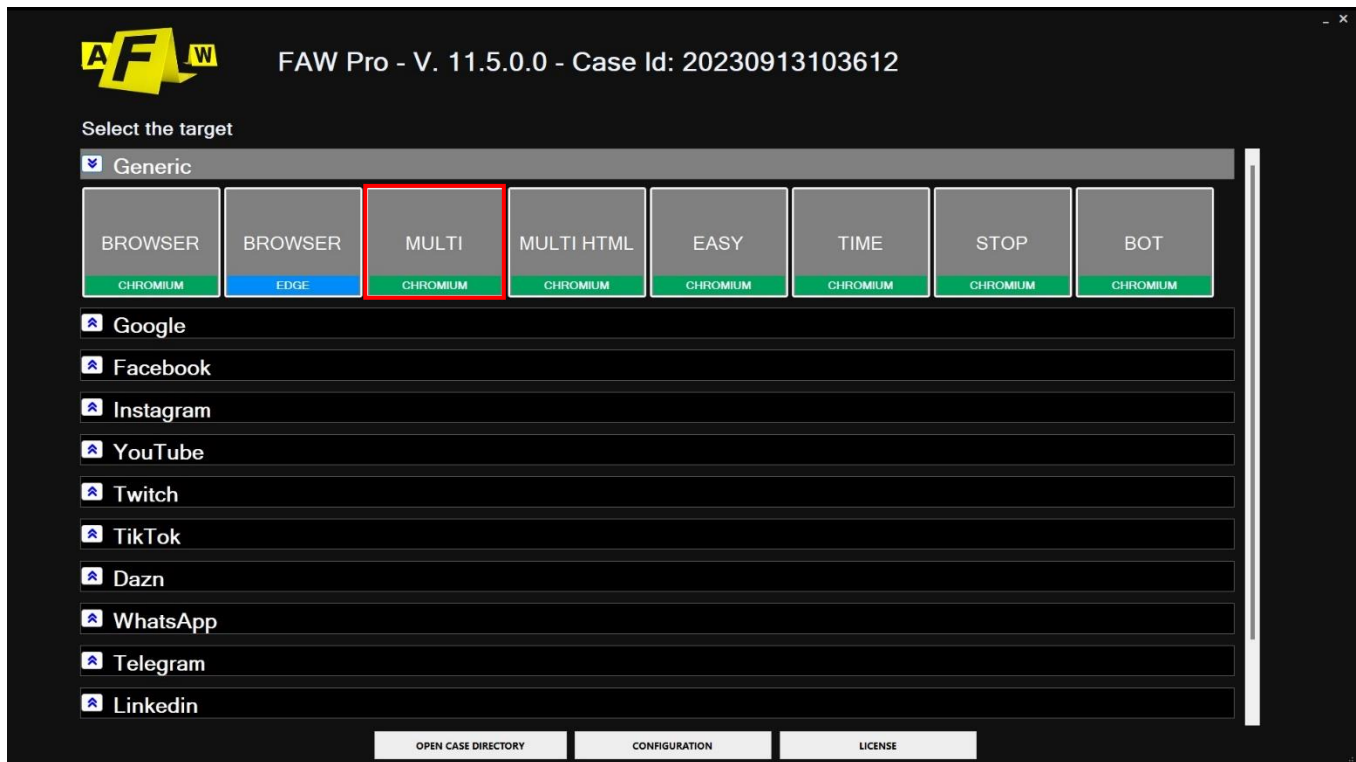 A F W
FAW Pro - V. 11.5.0.0 - Case Id: 20230913103612
Select the target
Generic
BROWSER BROWSER MULTI MULTI HTML EASY TIME STOP BOT
CHROMIUM EDGE CHROMIUM CHROMIUM CHROMIUM CHROMIUM CHROMIUM CHROMIUM
Google
Facebook
Instagram
YouTube
Twitch
TikTok
Dazn
WhatsApp
Telegram
Linkedin
OPEN CASE DIRECTORY CONFIGURATION LICENSE